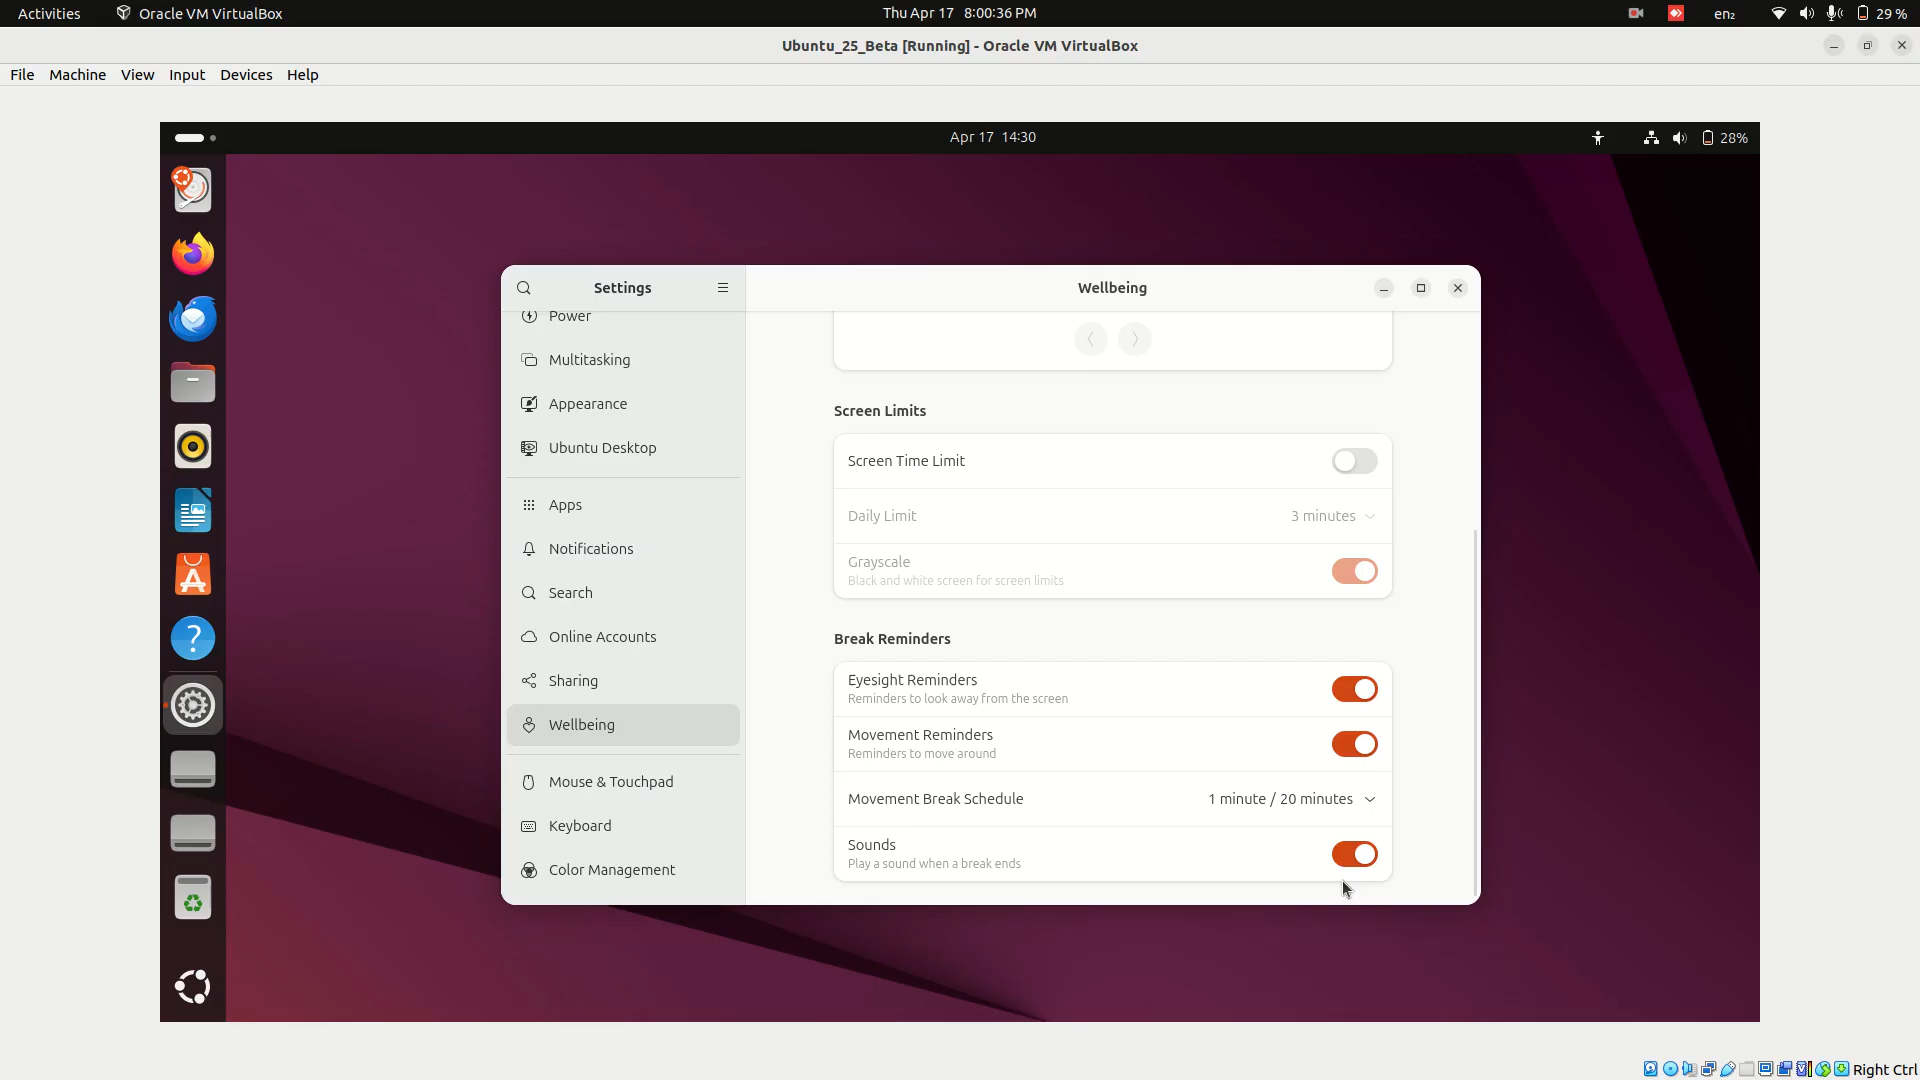 Activities
Oracle VM VirtualBox
Thu Apr 17 8:00:36 PM
en₂
29 %
Ubuntu_25_Beta [Running] - Oracle VM VirtualBox
File Machine View Input Devices Help
Apr 17 14:30
28%
Settings
Power
Multitasking
Appearance
Ubuntu Desktop
Apps
Notifications
Search
Online Accounts
Sharing
Wellbeing
Mouse & Touchpad
Keyboard
Color Management
Wellbeing
Screen Limits
Screen Time Limit
Daily Limit 3 minutes
Grayscale
Black and white screen for screen limits
Break Reminders
Eyesight Reminders
Reminders to look away from the screen
Movement Reminders
Reminders to move around
Movement Break Schedule 1 minute / 20 minutes
Sounds
Play a sound when a break ends
Right Ctrl